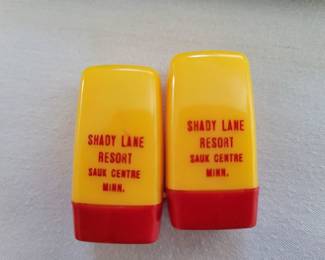 SHADY LANE
RESORT
SAUK CENTRE
MINN.
SHADY LANE
RESORT
SAUK CENTRE
MINN.